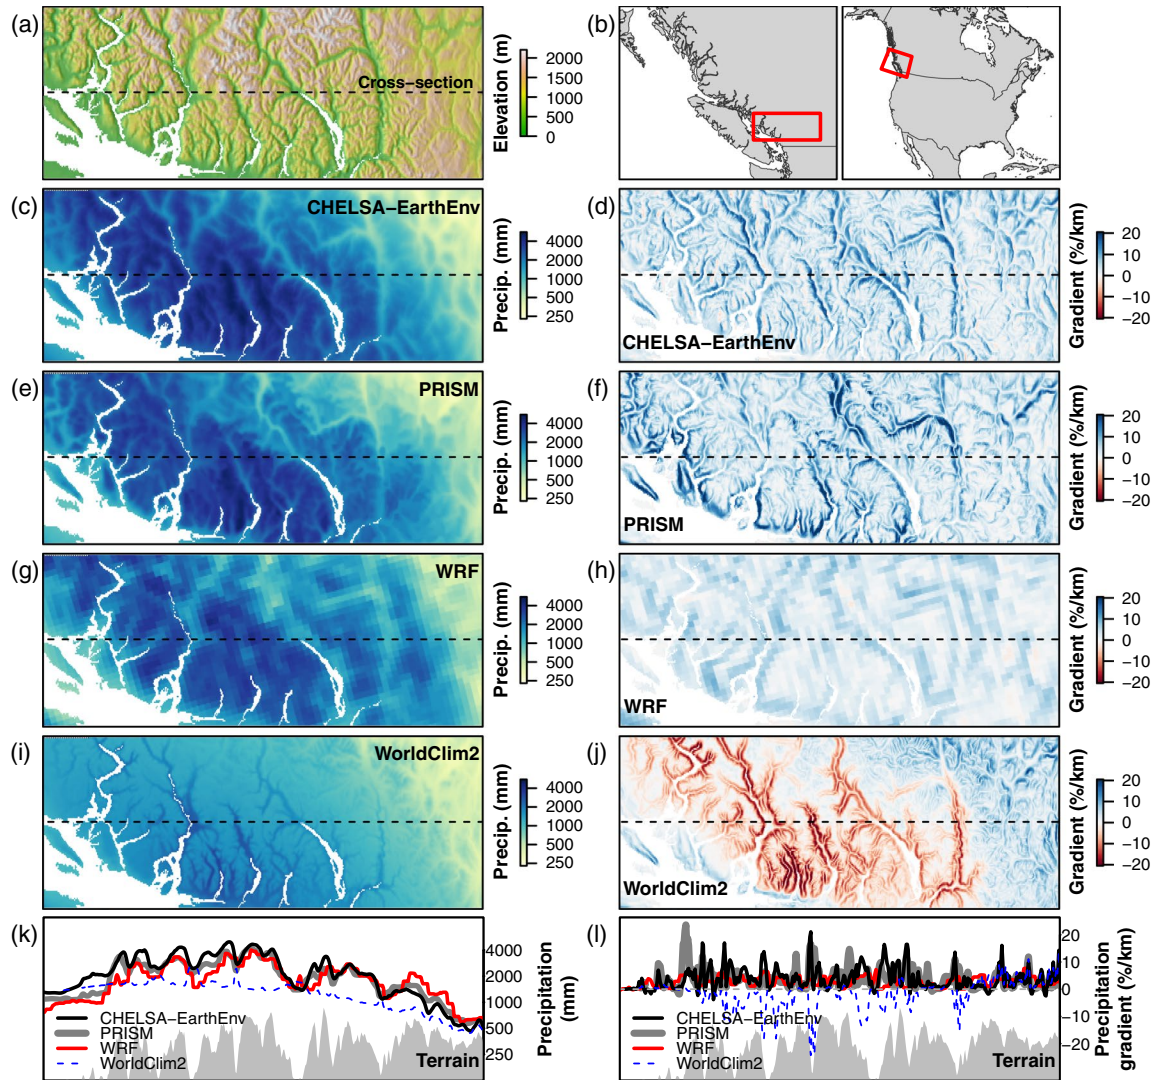 (a)
Cross−section
Elevation (m)
2000
1500
1000
500
0
(b)
(c)
CHELSA−EarthEnv
Precip. (mm)
4000
2000
1000
500
250
(d)
CHELSA−EarthEnv
Gradient (%/km)
20
10
0
−10
−20
(e)
PRISM
Precip. (mm)
4000
2000
1000
500
250
(f)
PRISM
Gradient (%/km)
20
10
0
−10
−20
(g)
WRF
Precip. (mm)
4000
2000
1000
500
250
(h)
WRF
Gradient (%/km)
20
10
0
−10
−20
(i)
WorldClim2
Precip. (mm)
4000
2000
1000
500
250
(j)
WorldClim2
Gradient (%/km)
20
10
0
−10
−20
(k)
CHELSA−EarthEnv
PRISM
WRF
WorldClim2
Terrain
4000
2000
1000
500
250
Precipitation
(mm)
(l)
CHELSA−EarthEnv
PRISM
WRF
WorldClim2
Terrain
20
10
0
−10
−20
Precipitation
gradient (%/km)